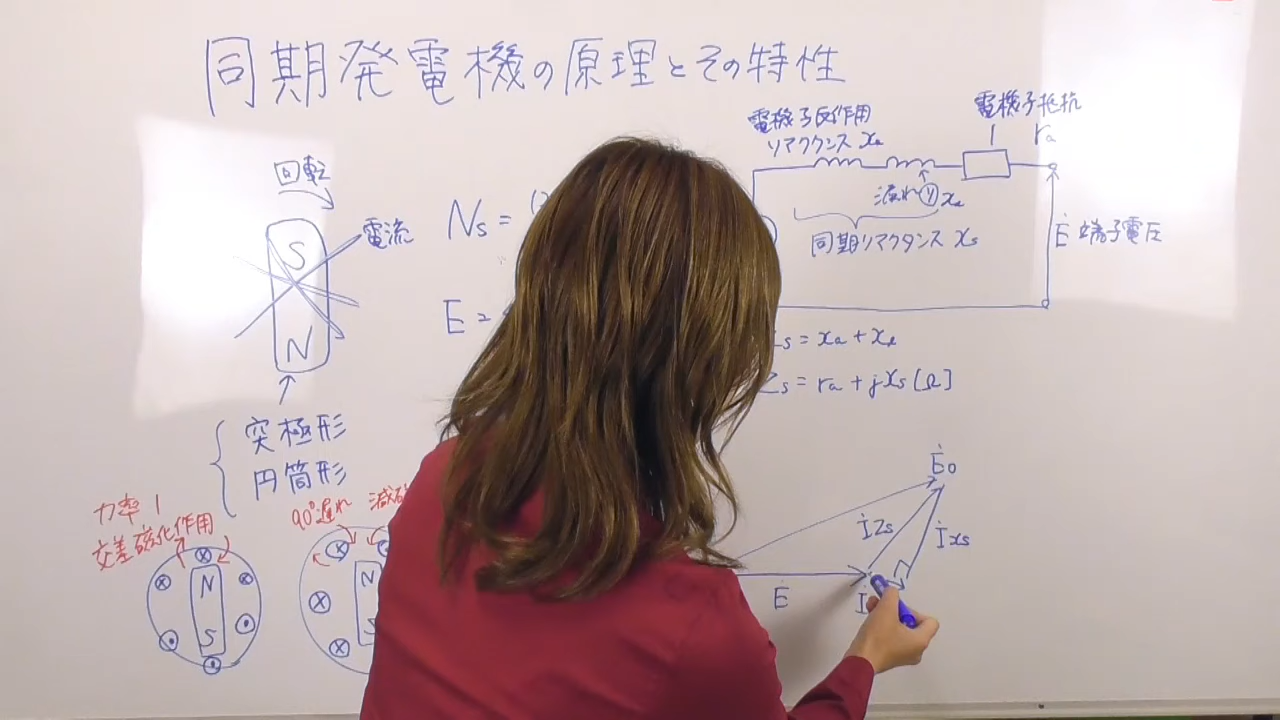 同期発電機の原理とその特性
回転
S
N
電流
突極形
円筒形
Ns =
E =
電機子反作用
リアクタンス xa
電機子抵抗
ra
漏れ リ xℓ
同期リアクタンス xs
Ė 端子電圧
= xa + xℓ
= ra + jxs [Ω]
力率 1
交差磁化作用
N
S
90°遅れ
N
Ė0
İZs
İxs
Ė